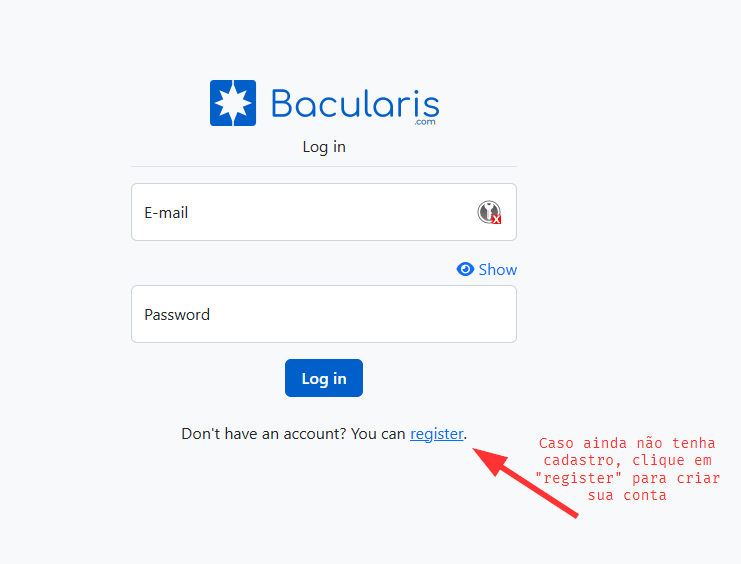 Bacularis
.com
Log in
E-mail
Show
Password
Log in
Don't have an account? You can register.
Caso ainda não tenha
cadastro, clique em
"register" para criar
sua conta